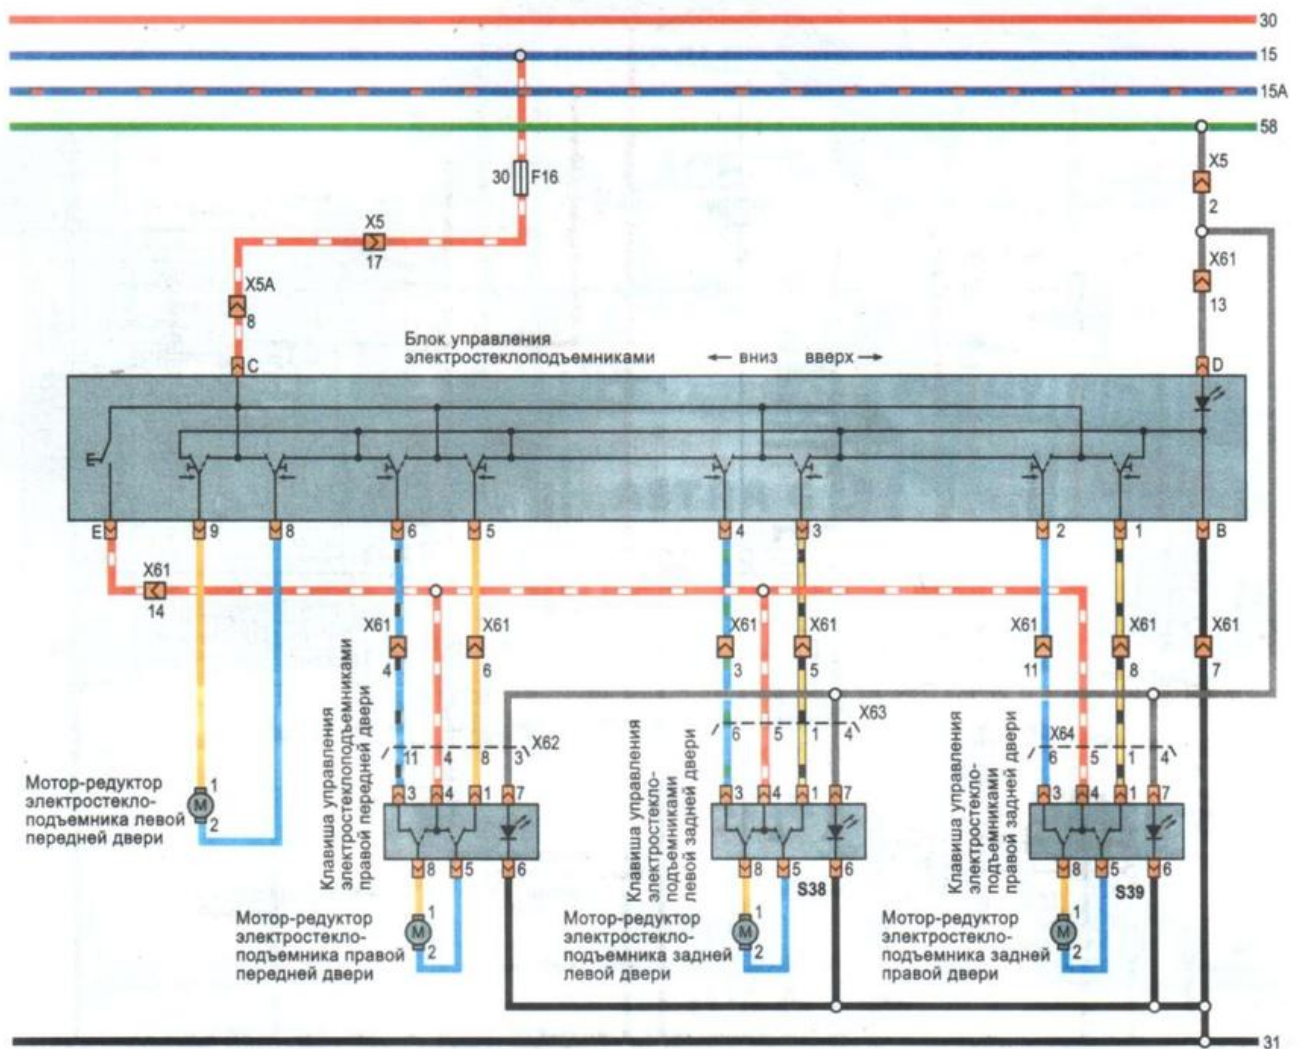 30
15
15А
58
30 F16
X5
2
X5
17
X61
13
X5A
8
Блок управления
электростеклоподъемниками
← вниз вверх →
C
D
E
9
8
6
5
4
3
2
1
B
X61
14
X61
4
X61
6
X61
3
X61
5
X61
11
X61
8
X61
7
Клавиша управления
электростеклоподъемниками
правой передней двери
11
4
8
3
X62
Клавиша управления
электростекло-
подъемниками
левой задней двери
6
5
1
4
X63
Клавиша управления
электростекло-
подъемниками
правой задней двери
X64
6
5
1
4
Мотор-редуктор
электростекло-
подъемника левой
передней двери
1
M
2
3
4
1
7
3
4
1
7
3
4
1
7
8
5
6
8
5
6
S38
8
5
6
S39
Мотор-редуктор
электростекло-
подъемника правой
передней двери
1
M
2
Мотор-редуктор
электростекло-
подъемника задней
левой двери
1
M
2
Мотор-редуктор
электростекло-
подъемника задней
правой двери
1
M
2
31